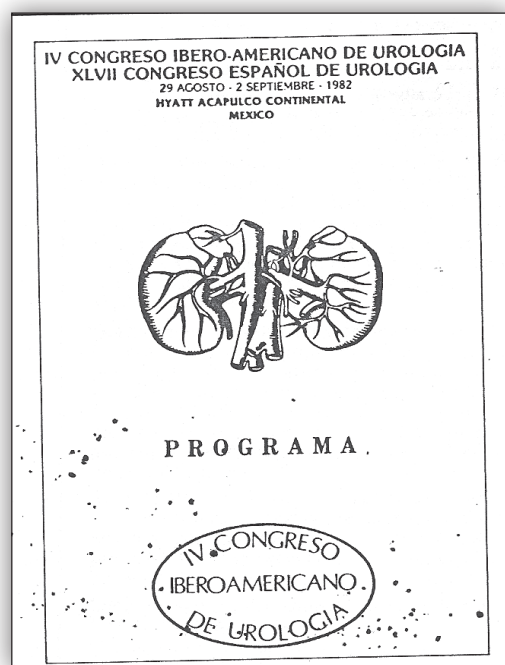 IV CONGRESO IBERO-AMERICANO DE UROLOGIA
XLVII CONGRESO ESPAÑOL DE UROLOGIA
29 AGOSTO - 2 SEPTIEMBRE - 1982
HYATT ACAPULCO CONTINENTAL
MEXICO
PROGRAMA
IV CONGRESO
IBEROAMERICANO
DE UROLOGIA